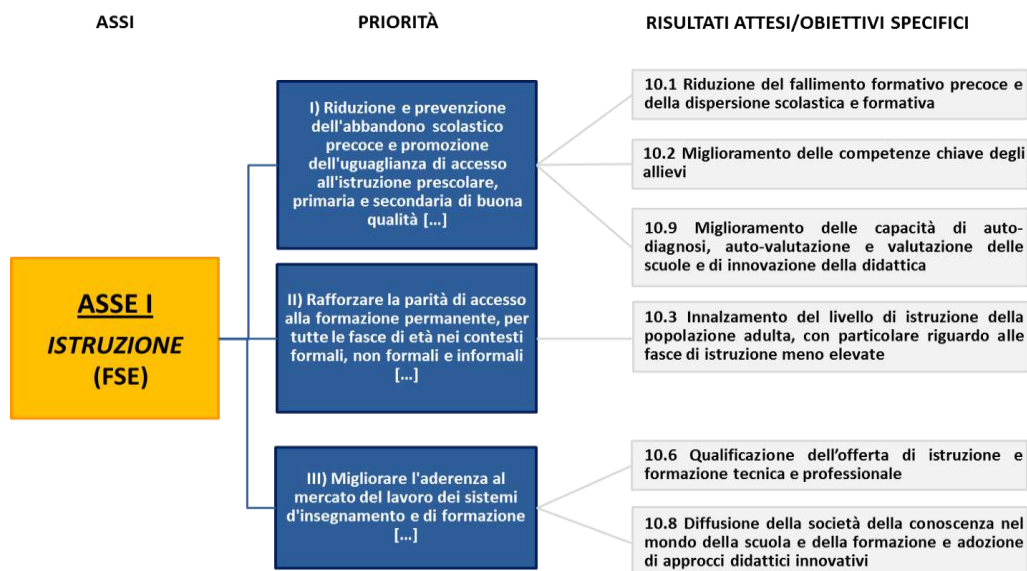 ASSI
PRIORITÀ
RISULTATI ATTESI/OBIETTIVI SPECIFICI
ASSE I
ISTRUZIONE
(FSE)
I) Riduzione e prevenzione
dell'abbandono scolastico
precoce e promozione
dell'uguaglianza di accesso
all'istruzione prescolare,
primaria e secondaria di buona
qualità [...]
10.1 Riduzione del fallimento formativo precoce e
della dispersione scolastica e formativa
10.2 Miglioramento delle competenze chiave degli
allievi
10.9 Miglioramento delle capacità di auto-
diagnosi, auto-valutazione e valutazione delle
scuole e di innovazione della didattica
II) Rafforzare la parità di accesso
alla formazione permanente, per
tutte le fasce di età nei contesti
formali, non formali e informali
[...]
10.3 Innalzamento del livello di istruzione della
popolazione adulta, con particolare riguardo alle
fasce di istruzione meno elevate
III) Migliorare l'aderenza al
mercato del lavoro dei sistemi
d'insegnamento e di formazione
[...]
10.6 Qualificazione dell’offerta di istruzione e
formazione tecnica e professionale
10.8 Diffusione della società della conoscenza nel
mondo della scuola e della formazione e adozione
di approcci didattici innovativi